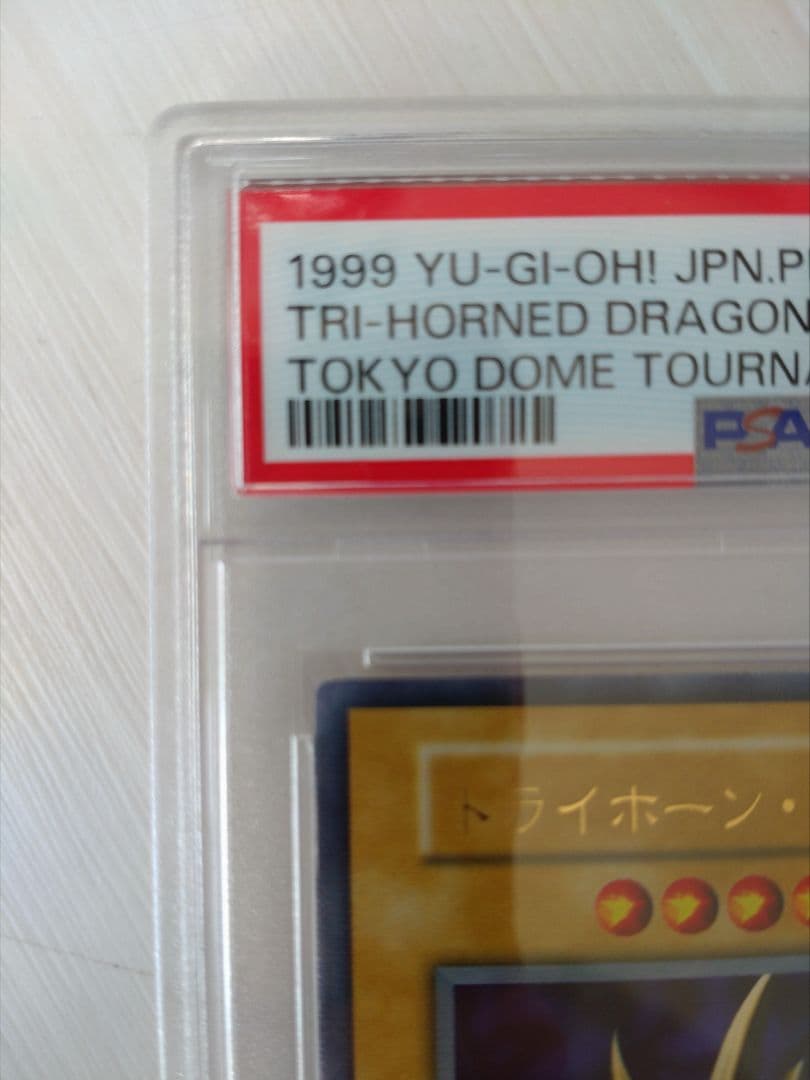 1999 YU-GI-OH! JPN.P
TRI-HORNED DRAGON
TOKYO DOME TOURNA
PSA
トライホーン・